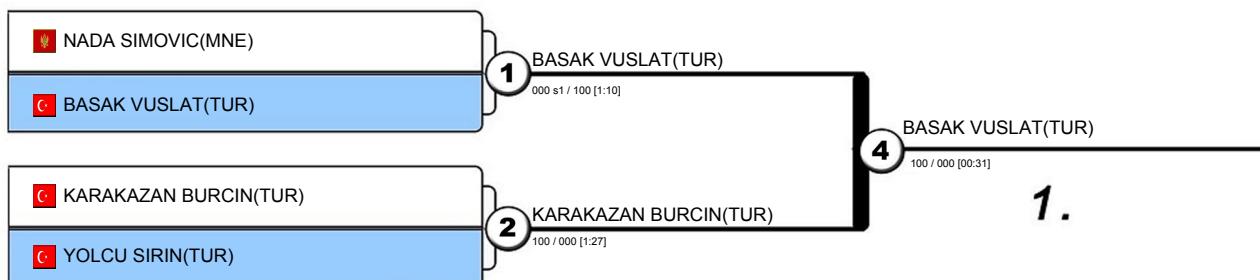 NADA SIMOVIC(MNE)
BASAK VUSLAT(TUR)
1
BASAK VUSLAT(TUR)
000 s1 / 100 [1:10]
KARAKAZAN BURCIN(TUR)
YOLCU SIRIN(TUR)
2
KARAKAZAN BURCIN(TUR)
100 / 000 [1:27]
4
BASAK VUSLAT(TUR)
100 / 000 [00:31]
1.